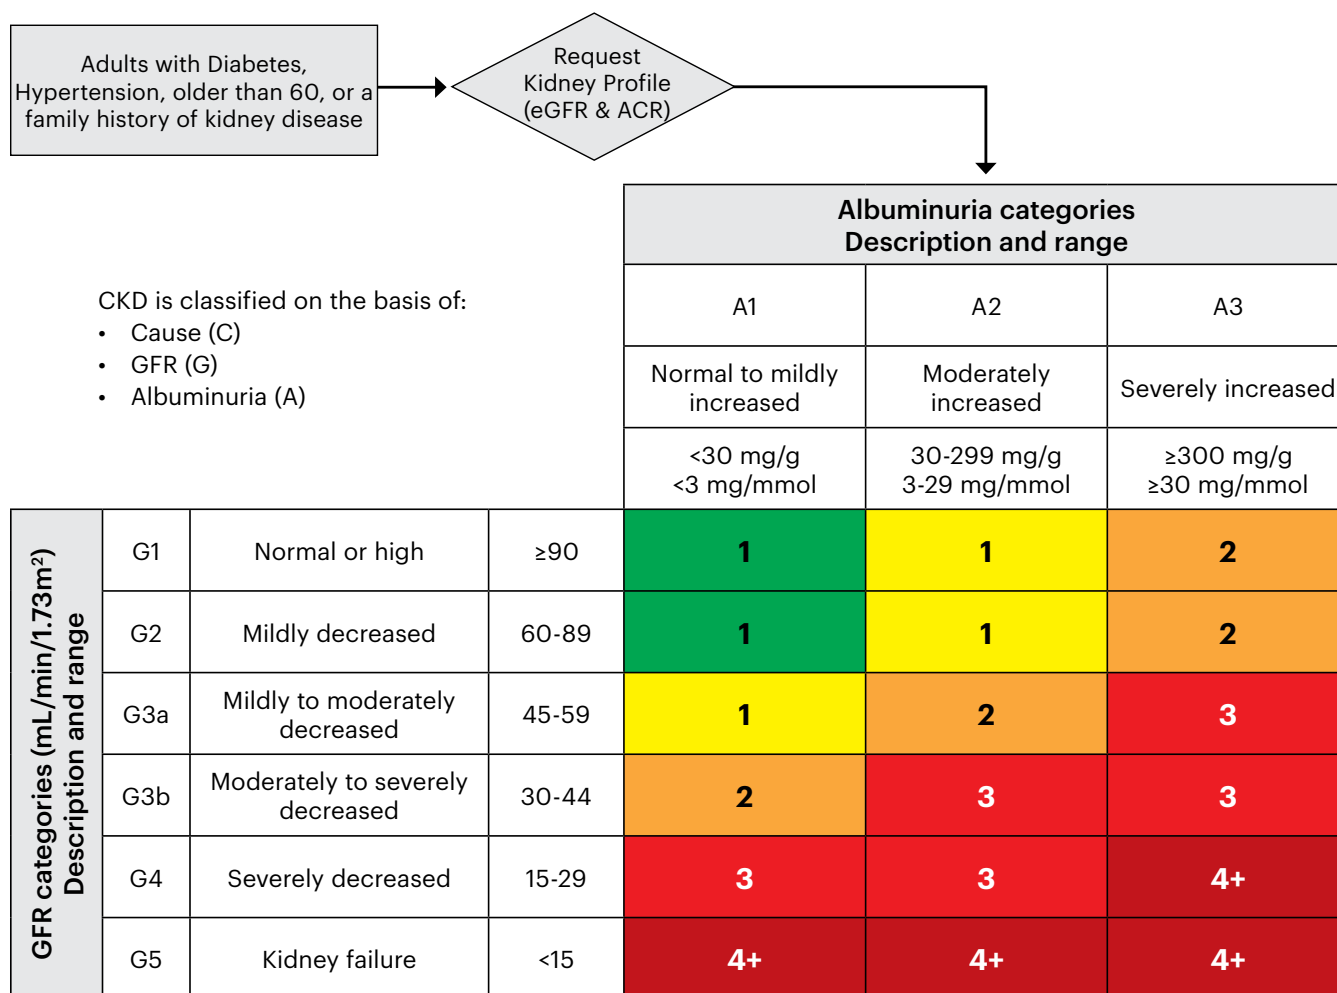 Adults with Diabetes,
Hypertension, older than 60, or a
family history of kidney disease
Request
Kidney Profile
(eGFR & ACR)
Albuminuria categories
Description and range
CKD is classified on the basis of:
• Cause (C)
• GFR (G)
• Albuminuria (A)
A1
A2
A3
Normal to mildly
increased
Moderately
increased
Severely increased
<30 mg/g
<3 mg/mmol
30-299 mg/g
3-29 mg/mmol
≥300 mg/g
≥30 mg/mmol
GFR categories (mL/min/1.73m²)
Description and range
G1
Normal or high
≥90
1
1
2
G2
Mildly decreased
60-89
1
1
2
G3a
Mildly to moderately
decreased
45-59
1
2
3
G3b
Moderately to severely
decreased
30-44
2
3
3
G4
Severely decreased
15-29
3
3
4+
G5
Kidney failure
<15
4+
4+
4+